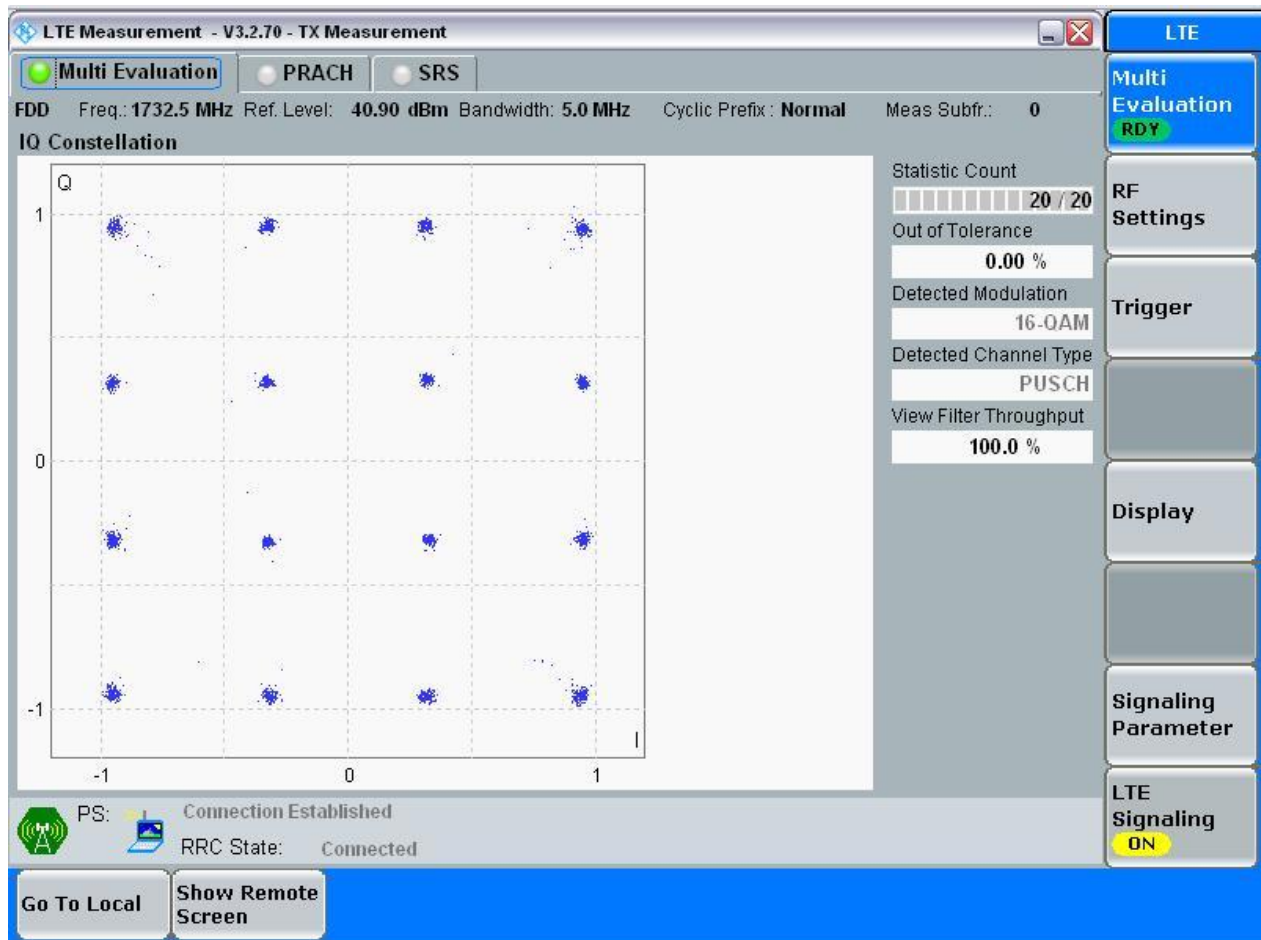 LTE Measurement - V3.2.70 - TX Measurement
LTE
Multi Evaluation PRACH SRS
Multi
Evaluation
RDY
FDD Freq.: 1732.5 MHz Ref. Level: 40.90 dBm Bandwidth: 5.0 MHz Cyclic Prefix : Normal Meas Subfr.: 0
IQ Constellation
Q
1
0
-1
I
-1 0 1
Statistic Count
20 / 20
Out of Tolerance
0.00 %
Detected Modulation
16-QAM
Detected Channel Type
PUSCH
View Filter Throughput
100.0 %
RF
Settings
Trigger
Display
Signaling
Parameter
LTE
Signaling
ON
PS: Connection Established
RRC State: Connected
Go To Local
Show Remote
Screen